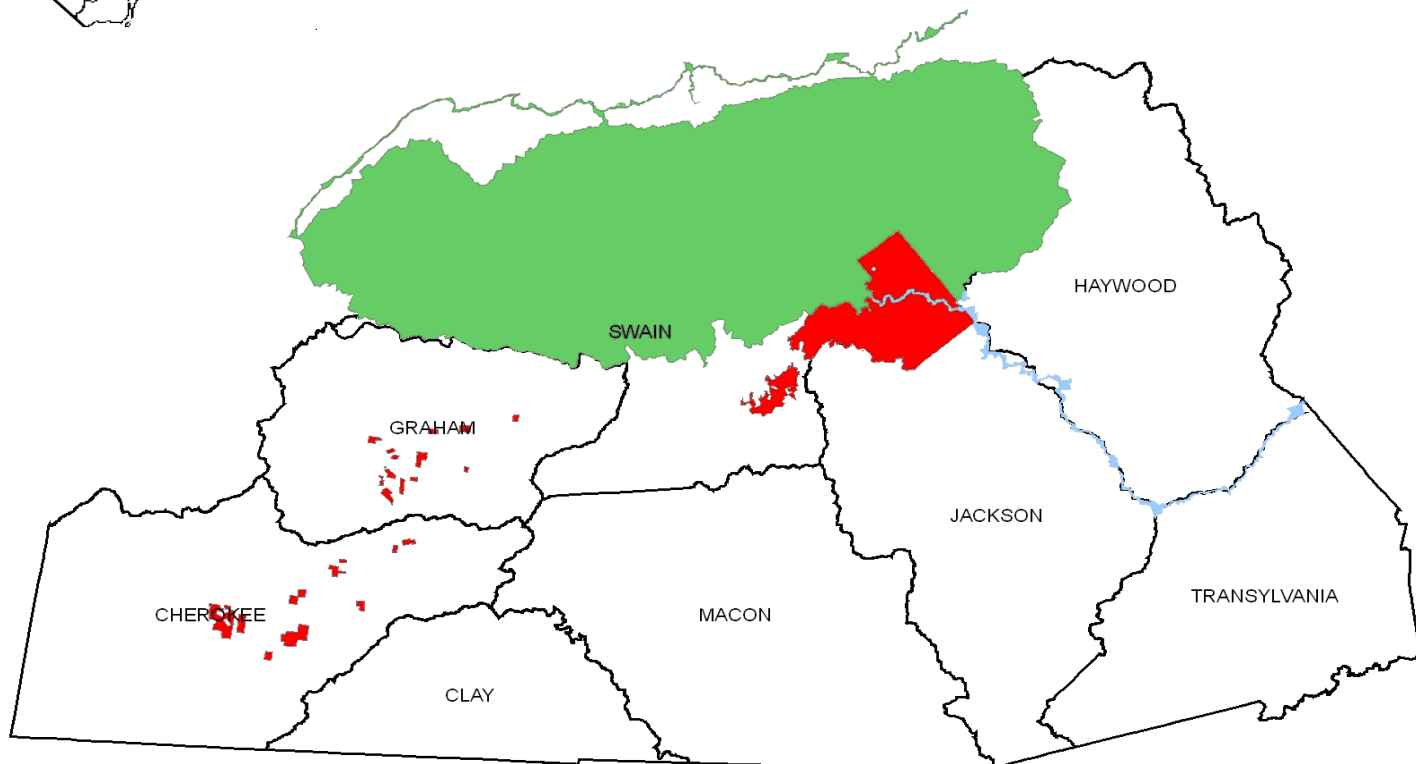 HAYWOOD
SWAIN
GRAHAM
JACKSON
TRANSYLVANIA
CHEROKEE
MACON
CLAY